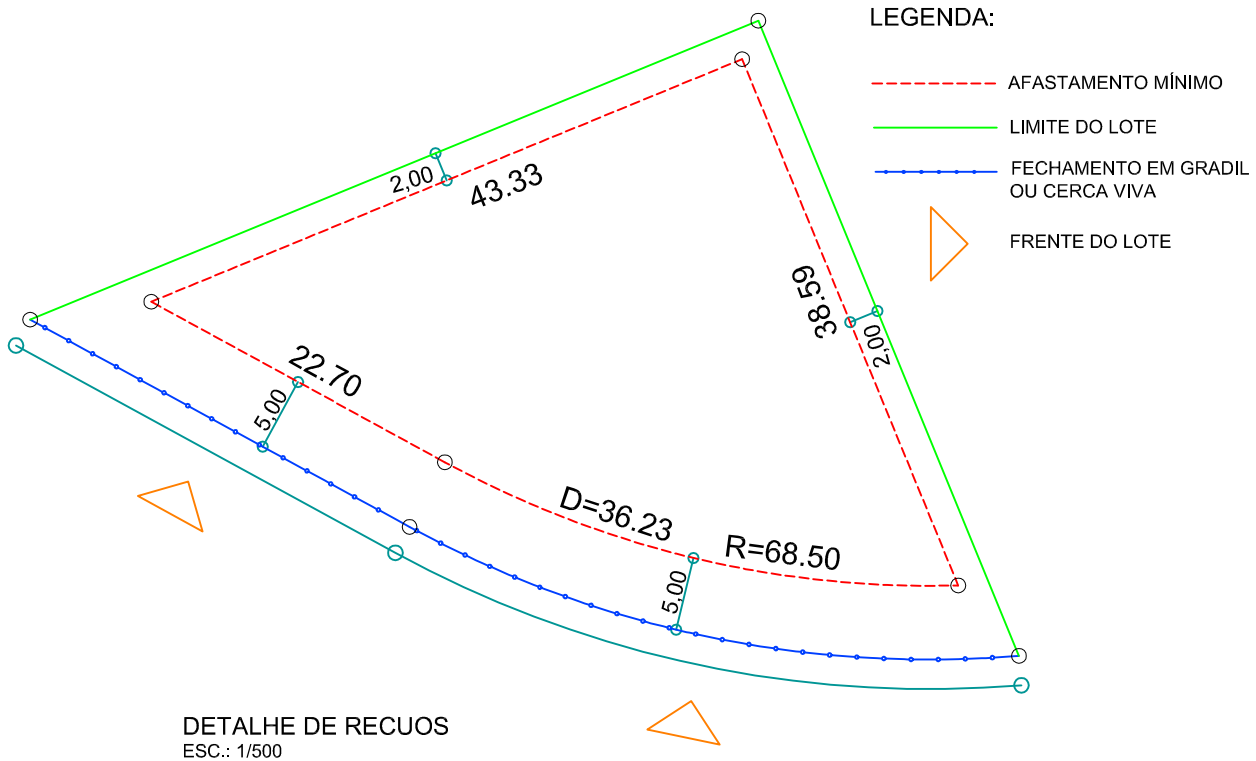 LEGENDA:
AFASTAMENTO MÍNIMO
LIMITE DO LOTE
FECHAMENTO EM GRADIL
OU CERCA VIVA
FRENTE DO LOTE
2,00
43.33
38.59
2,00
22.70
5,00
D=36.23
R=68.50
5,00
DETALHE DE RECUOS
ESC.: 1/500